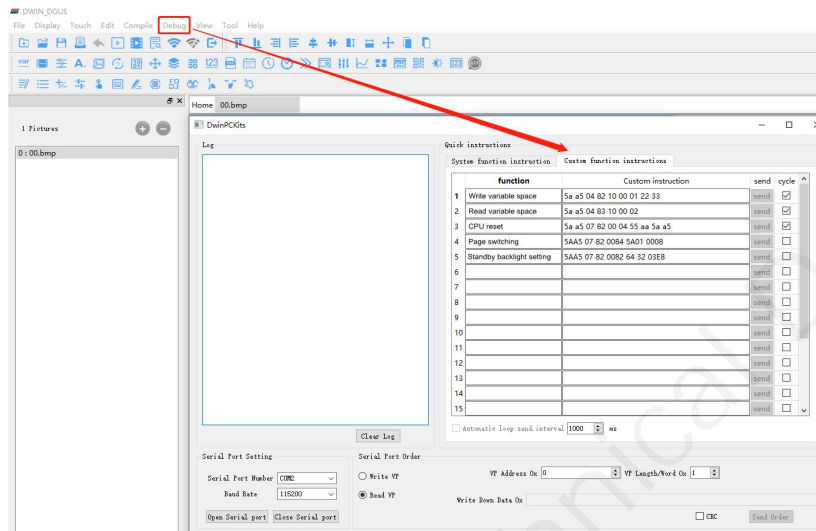 DWIN_DGUS
File Display Touch Edit Compile Debug View Tool Help
var A. 123
Home 00.bmp
1 Pictures
0 : 00.bmp
DwinPCKits
Log
Quick instructions
System function instruction Custom function instructions
function Custom instruction send cycle
1 Write variable space 5a a5 04 82 10 00 01 22 33 send
2 Read variable space 5a a5 04 83 10 00 02 send
3 CPU reset 5a a5 07 82 00 04 55 aa 5a a5 send
4 Page switching 5AA5 07 82 0084 5A01 0008 send
5 Standby backlight setting 5AA5 07 82 0082 64 32 03E8 send
6 send
7 send
8 send
9 send
10 send
11 send
12 send
13 send
14 send
15 send
Automatic loop send,interval 1000 ms
Clear Log
Serial Port Setting
Serial Port Number COM2
Baud Rate 115200
Open Serial port Close Serial port
Serial Port Order
Write VP
Read VP
VP Address 0x 0 VP Length/Word 0x 1
Write Down Data 0x
CRC Send Order